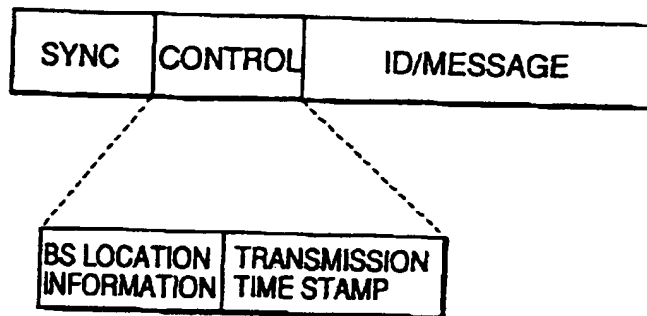 SYNC CONTROL ID/MESSAGE
BS LOCATION INFORMATION
TRANSMISSION TIME STAMP